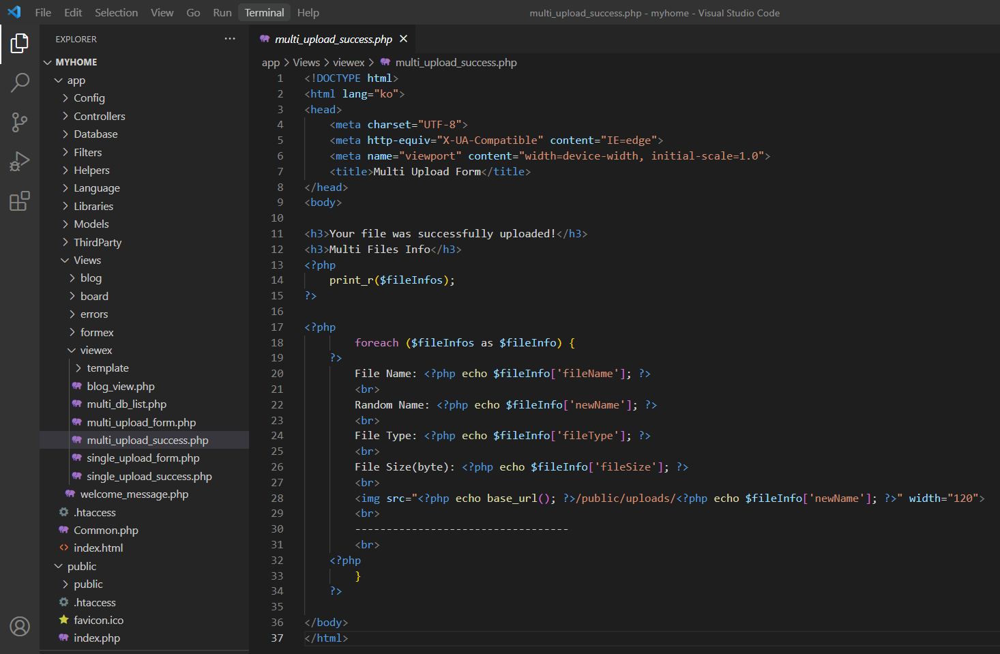 File Edit Selection View Go Run Terminal Help
multi_upload_success.php - myhome - Visual Studio Code
EXPLORER
MYHOME
app
Config
Controllers
Database
Filters
Helpers
Language
Libraries
Models
ThirdParty
Views
blog
board
errors
formex
viewex
template
blog_view.php
multi_db_list.php
multi_upload_form.php
multi_upload_success.php
single_upload_form.php
single_upload_success.php
welcome_message.php
.htaccess
Common.php
index.html
public
public
.htaccess
favicon.ico
index.php
multi_upload_success.php
app > Views > viewex > multi_upload_success.php
1 <!DOCTYPE html>
2 <html lang="ko">
3 <head>
4 <meta charset="UTF-8">
5 <meta http-equiv="X-UA-Compatible" content="IE=edge">
6 <meta name="viewport" content="width=device-width, initial-scale=1.0">
7 <title>Multi Upload Form</title>
8 </head>
9 <body>
10
11 <h3>Your file was successfully uploaded!</h3>
12 <h3>Multi Files Info</h3>
13 <?php
14 print_r($fileInfos);
15 ?>
16
17 <?php
18 foreach ($fileInfos as $fileInfo) {
19 ?>
20 File Name: <?php echo $fileInfo['fileName']; ?>
21 <br>
22 Random Name: <?php echo $fileInfo['newName']; ?>
23 <br>
24 File Type: <?php echo $fileInfo['fileType']; ?>
25 <br>
26 File Size(byte): <?php echo $fileInfo['fileSize']; ?>
27 <br>
28 <img src="<?php echo base_url(); ?>/public/uploads/<?php echo $fileInfo['newName']; ?>" width="120">
29 <br>
30 ----------------------------------
31 <br>
32 <?php
33 }
34 ?>
35
36 </body>
37 </html>